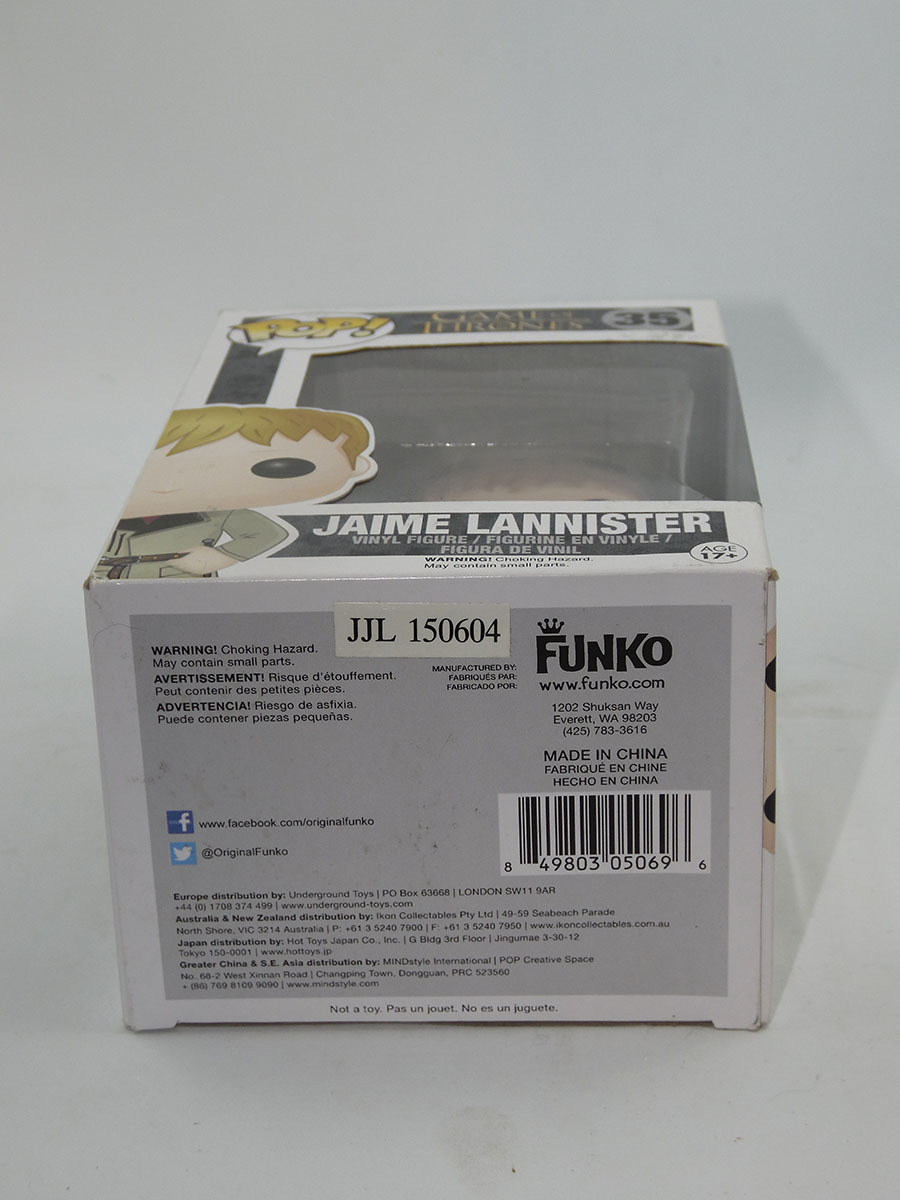 POP!
GAME OF
THRONES
35
JAIME LANNISTER
VINYL FIGURE / FIGURINE EN VINYLE /
FIGURA DE VINIL
WARNING! Choking Hazard.
May contain small parts.
AGE
17+
JJL 150604
WARNING! Choking Hazard.
May contain small parts.
AVERTISSEMENT! Risque d'étouffement.
Peut contenir des petites pièces.
ADVERTENCIA! Riesgo de asfixia.
Puede contener piezas pequeñas.
MANUFACTURED BY:
FABRIQUÉS PAR:
FABRICADO POR:
FUNKO
www.funko.com
1202 Shuksan Way
Everett, WA 98203
(425) 783-3616
MADE IN CHINA
FABRIQUÉ EN CHINE
HECHO EN CHINA
www.facebook.com/originalfunko
@OriginalFunko
8 49803 05069 6
Europe distribution by: Underground Toys | PO Box 63668 | LONDON SW11 9AR
+44 (0) 1708 374 499 | www.underground-toys.com
Australia & New Zealand distribution by: Ikon Collectables Pty Ltd | 49-59 Seabeach Parade
North Shore, VIC 3214 Australia | P: +61 3 5240 7900 | F: +61 3 5240 7950 | www.ikoncollectables.com.au
Japan distribution by: Hot Toys Japan Co., Inc. | G Bldg 3rd Floor | Jingumae 3-30-12
Tokyo 150-0001 | www.hottoys.jp
Greater China & S.E. Asia distribution by: MINDstyle International | POP Creative Space
No. 68-2 West Xinnan Road | Changping Town, Dongguan, PRC 523560
+ (86) 769 8109 9090 | www.mindstyle.com
Not a toy. Pas un jouet. No es un juguete.